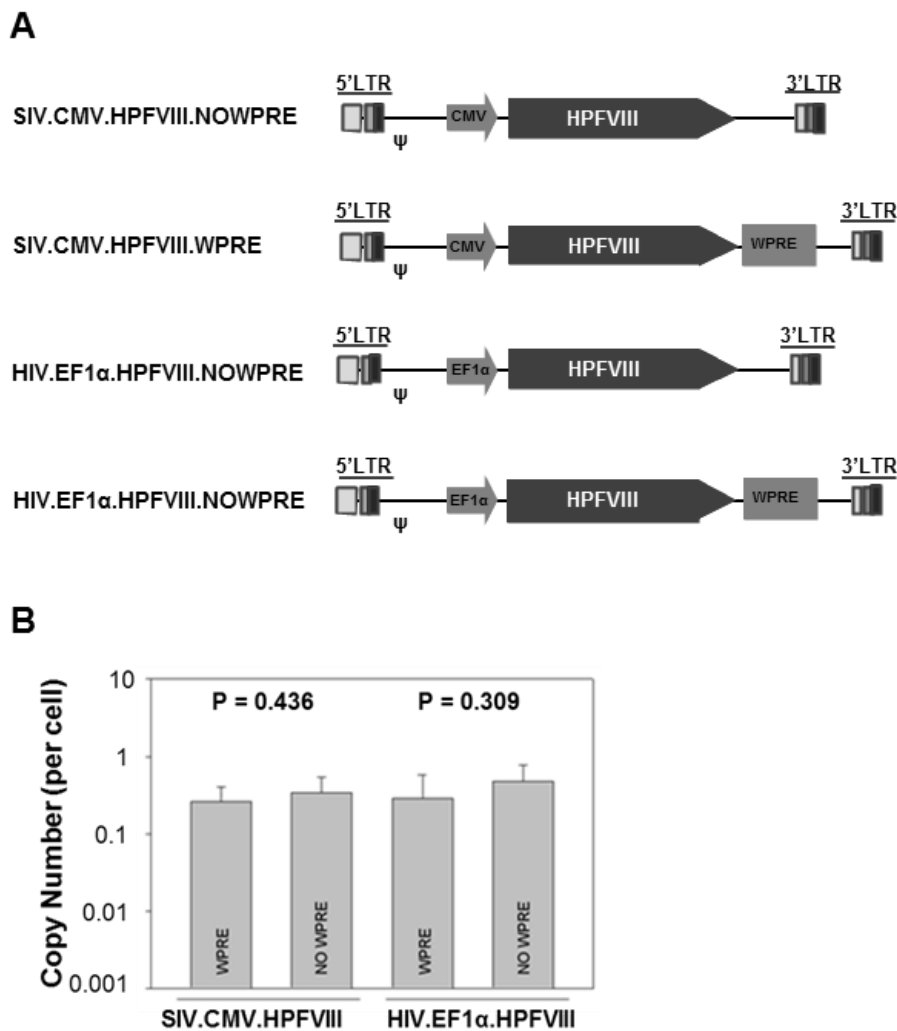 A
5'LTR 3'LTR
SIV.CMV.HPFVIII.NOWPRE CMV HPFVIII
Ψ
5'LTR 3'LTR
SIV.CMV.HPFVIII.WPRE CMV HPFVIII WPRE
Ψ
5'LTR 3'LTR
HIV.EF1α.HPFVIII.NOWPRE EF1α HPFVIII
Ψ
5'LTR 3'LTR
HIV.EF1α.HPFVIII.NOWPRE EF1α HPFVIII WPRE
Ψ
B
Copy Number (per cell)
10
1
0.1
0.01
0.001
P = 0.436 P = 0.309
WPRE
NO WPRE
WPRE
NO WPRE
SIV.CMV.HPFVIII HIV.EF1α.HPFVIII